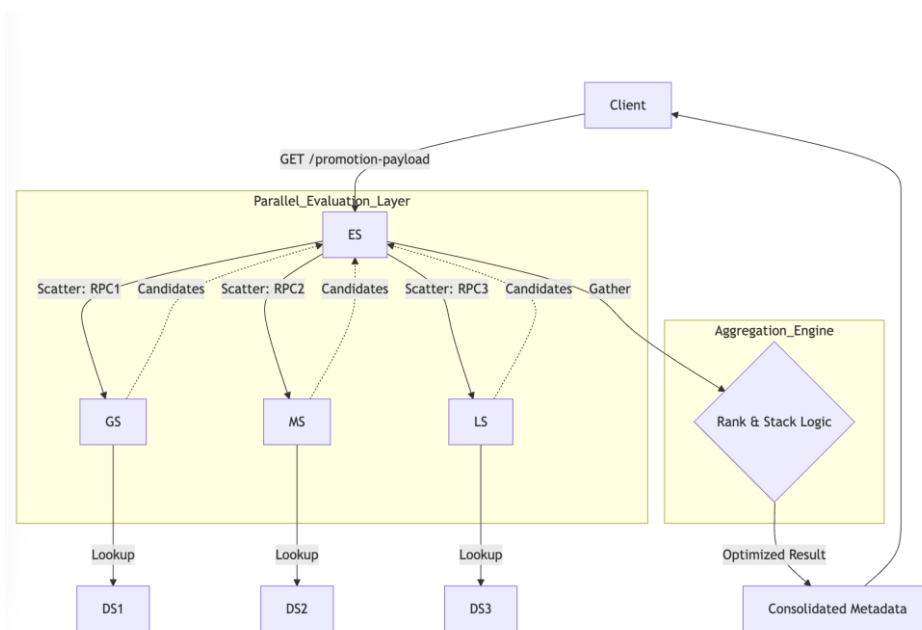 Client
GET /promotion-payload
Parallel_Evaluation_Layer
ES
Scatter: RPC1
Candidates
Scatter: RPC2
Candidates
Scatter: RPC3
Candidates
Gather
Aggregation_Engine
GS
MS
LS
Rank & Stack Logic
Lookup
Lookup
Lookup
Optimized Result
DS1
DS2
DS3
Consolidated Metadata